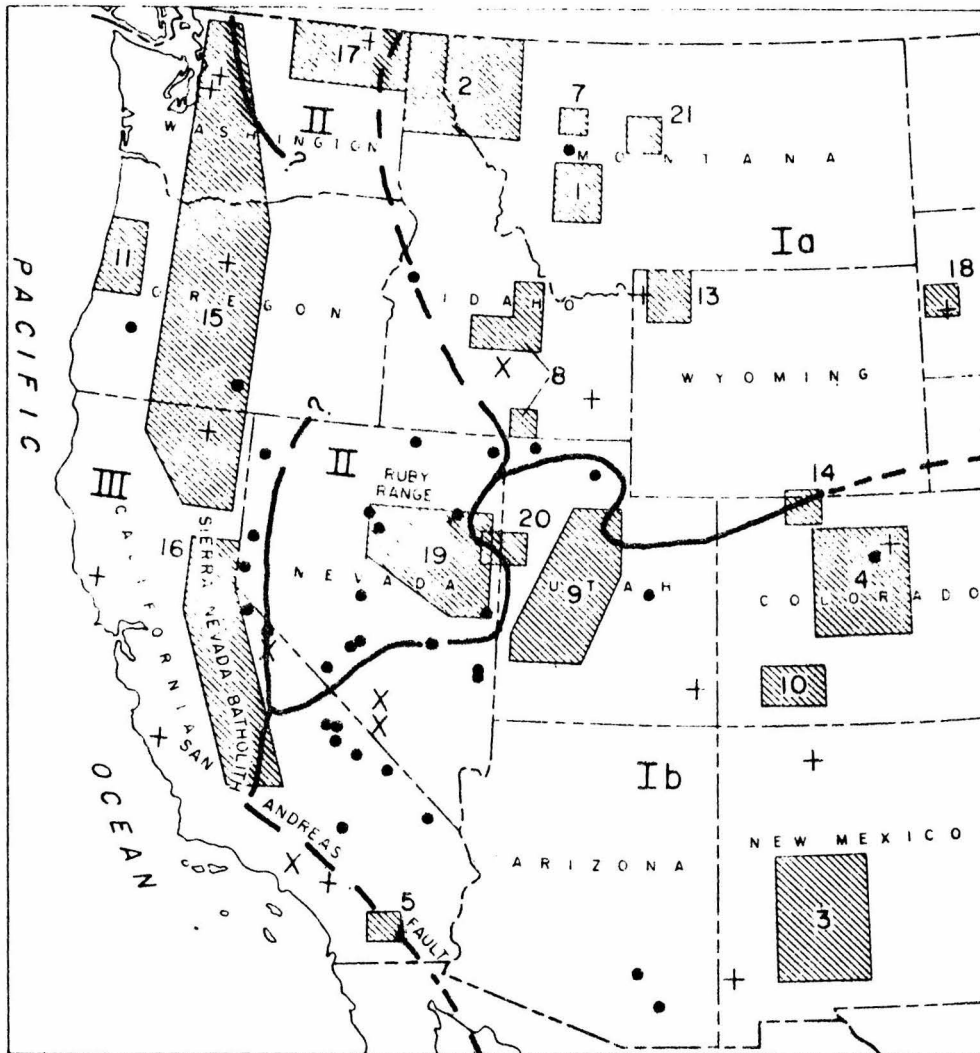 17
2
7
21
II
WASHINGTON
MONTANA
?
1
Ia
11
18
13
OREGON
15
IDAHO
PACIFIC
8
WYOMING
?
II
III
RUBY
RANGE
14
16
20
SIERRA NEVADA BATHOLITH
NEVADA
19
UTAH
9
4
COLORADO
CALIFORNIA
10
SAN
ANDREAS
FAULT
Ib
OCEAN
NEW MEXICO
ARIZONA
5
3